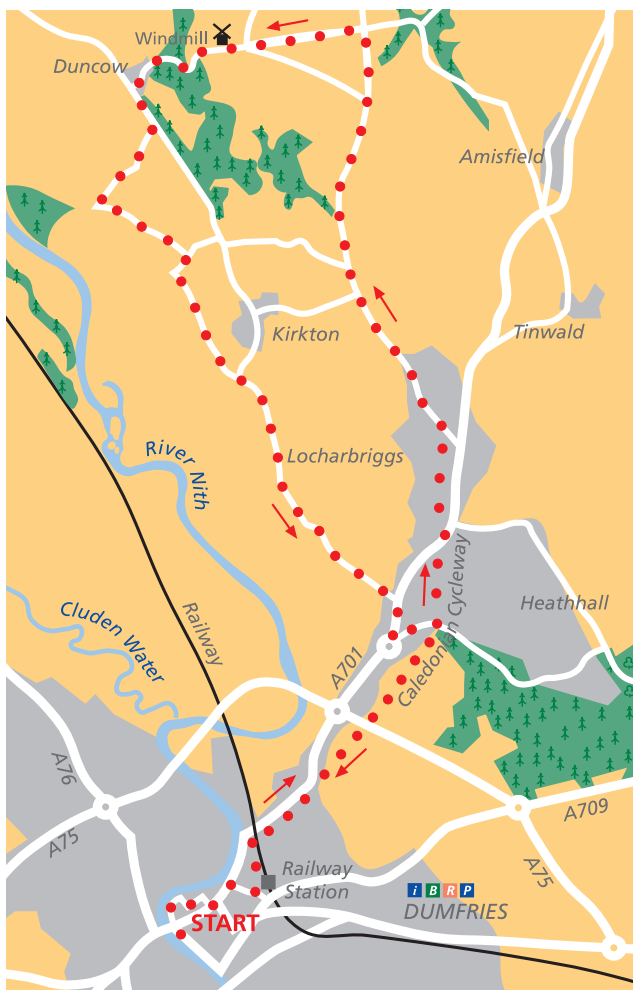 Windmill
Duncow
Amisfield
Tinwald
Kirkton
River Nith
Locharbriggs
Caledonian Cycleway
Heathhall
Cluden Water
Railway
A701
A76
A75
A709
A75
Railway
Station
i B R P
START
DUMFRIES